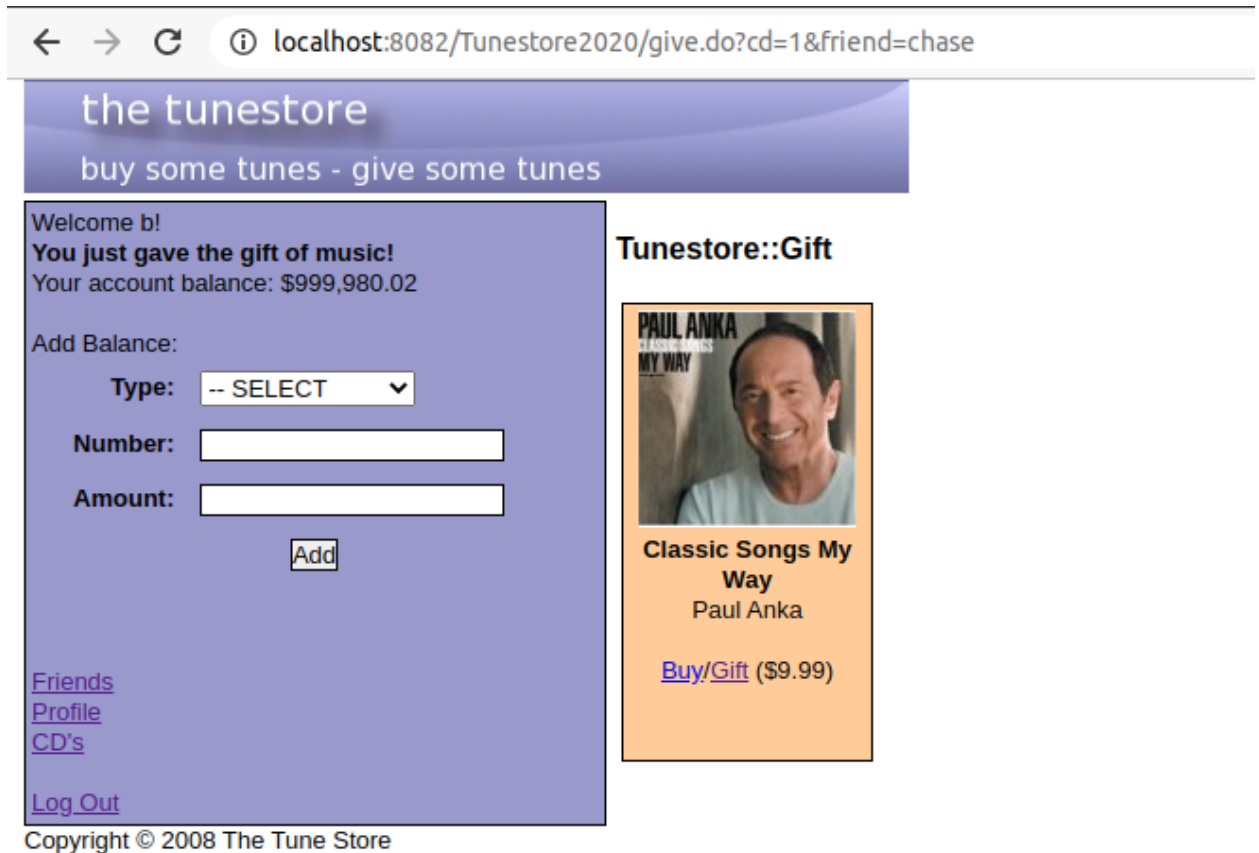 localhost:8082/Tunestore2020/give.do?cd=1&friend=chase
the tunestore
buy some tunes - give some tunes
Welcome b!
You just gave the gift of music!
Your account balance: $999,980.02
Add Balance:
Type: -- SELECT
Number:
Amount:
Add
Friends
Profile
CD's
Log Out
Tunestore::Gift
PAUL ANKA
CLASSIC SONGS
MY WAY
Classic Songs My
Way
Paul Anka
Buy/Gift ($9.99)
Copyright © 2008 The Tune Store